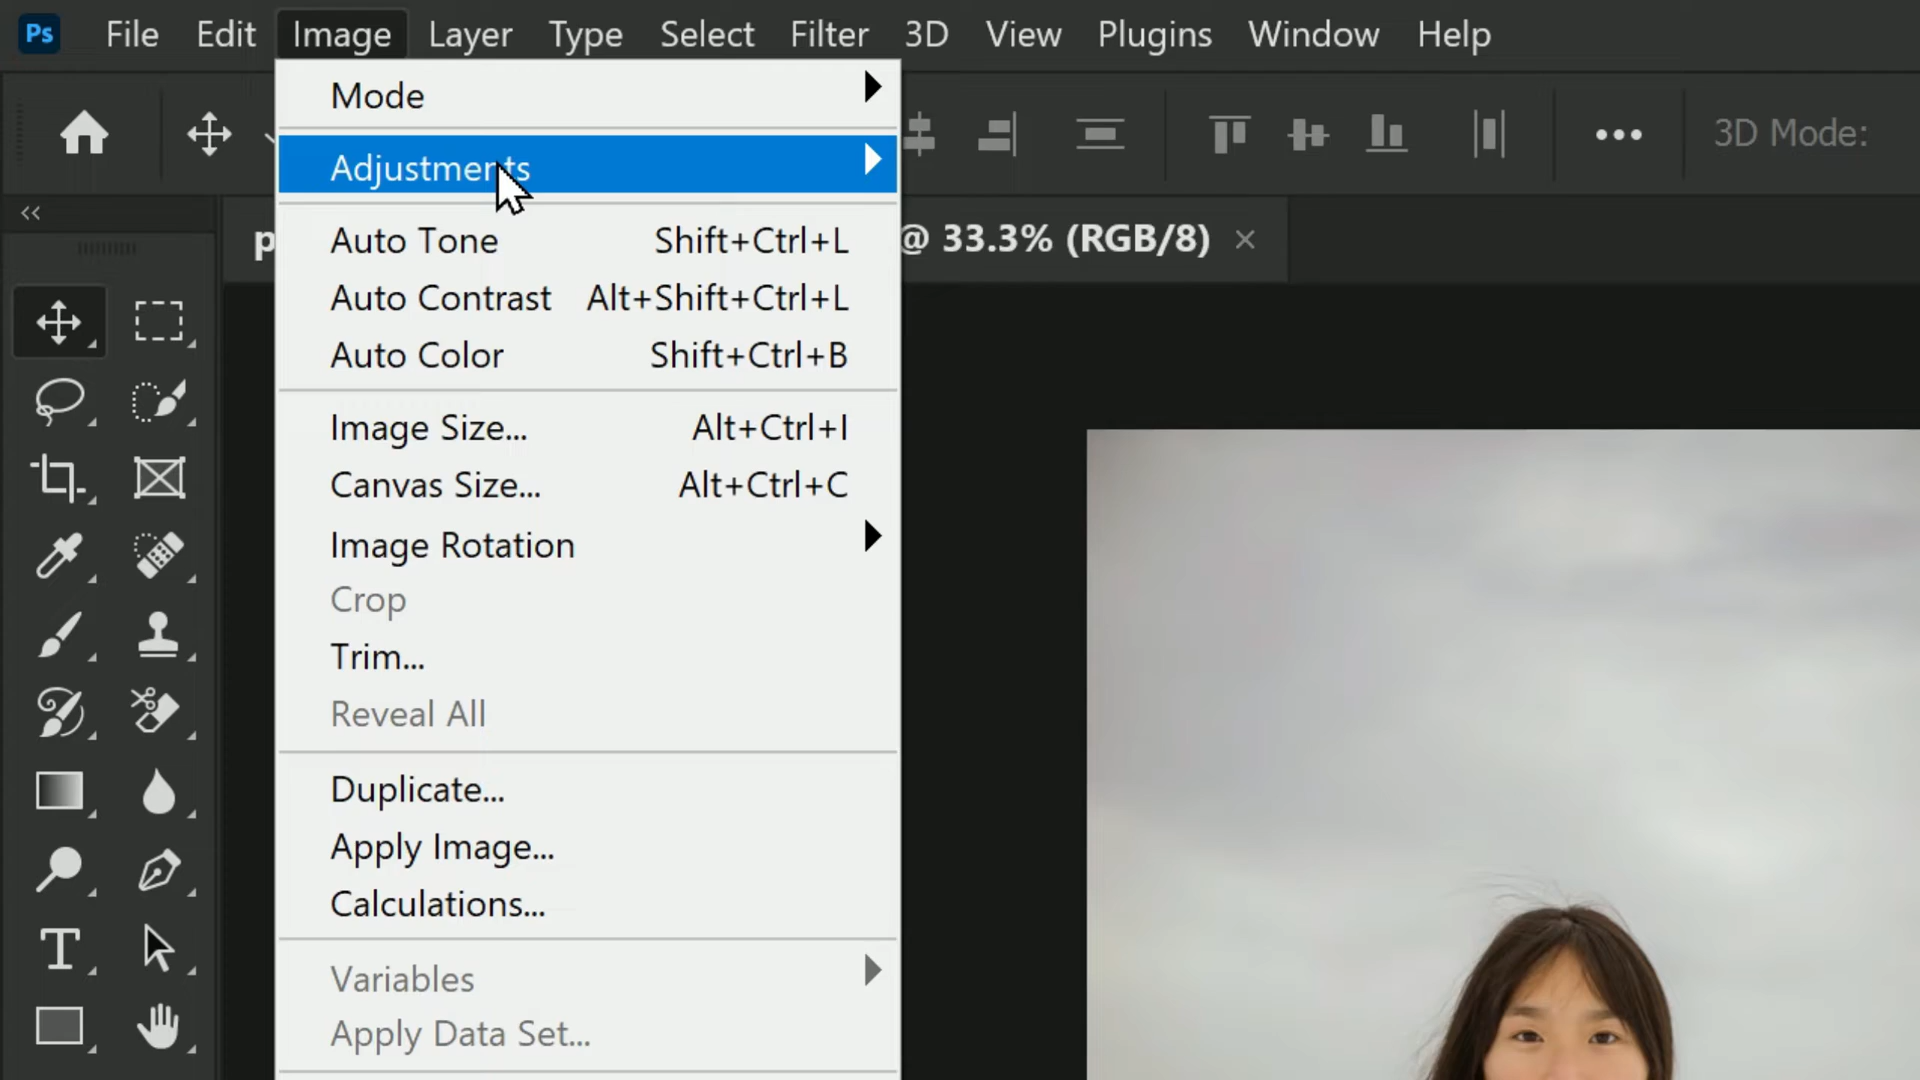 Ps File Edit Image Layer Type Select Filter 3D View Plugins Window Help
3D Mode:
p @ 33.3% (RGB/8) ×
Mode
Adjustments
Auto Tone Shift+Ctrl+L
Auto Contrast Alt+Shift+Ctrl+L
Auto Color Shift+Ctrl+B
Image Size... Alt+Ctrl+I
Canvas Size... Alt+Ctrl+C
Image Rotation
Crop
Trim...
Reveal All
Duplicate...
Apply Image...
Calculations...
Variables
Apply Data Set...